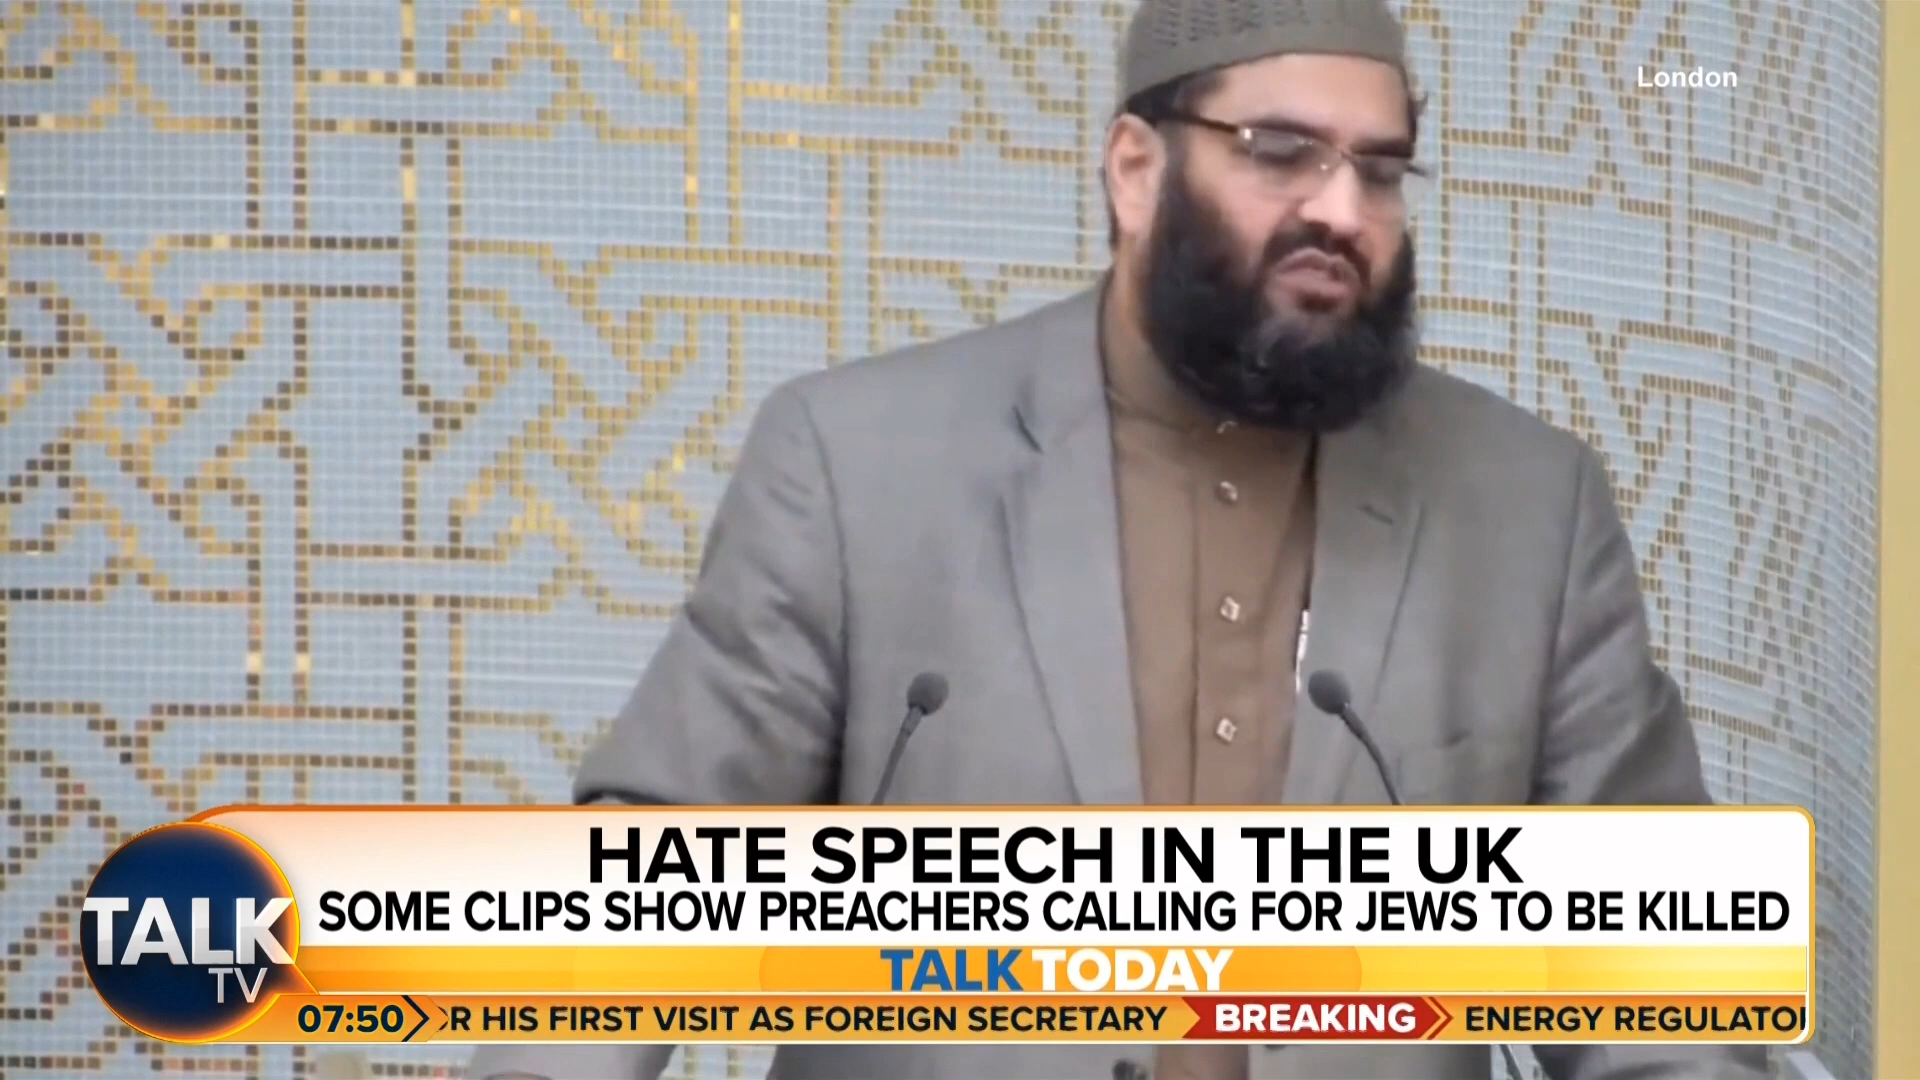 London
HATE SPEECH IN THE UK
SOME CLIPS SHOW PREACHERS CALLING FOR JEWS TO BE KILLED
TALK TV
TALK TODAY
07:50 R HIS FIRST VISIT AS FOREIGN SECRETARY BREAKING ENERGY REGULATO